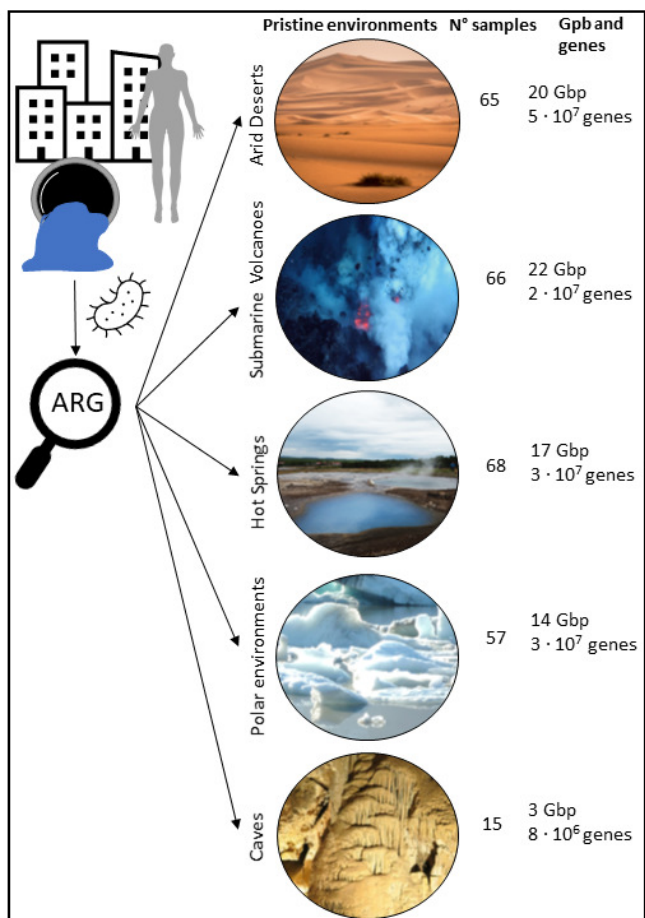 Pristine environments N° samples Gpb and
genes
Arid Deserts
65
20 Gbp
5 · 10⁷ genes
Submarine Volcanoes
66
22 Gbp
2 · 10⁷ genes
ARG
Hot Springs
68
17 Gbp
3 · 10⁷ genes
Polar environments
57
14 Gbp
3 · 10⁷ genes
Caves
15
3 Gbp
8 · 10⁶ genes